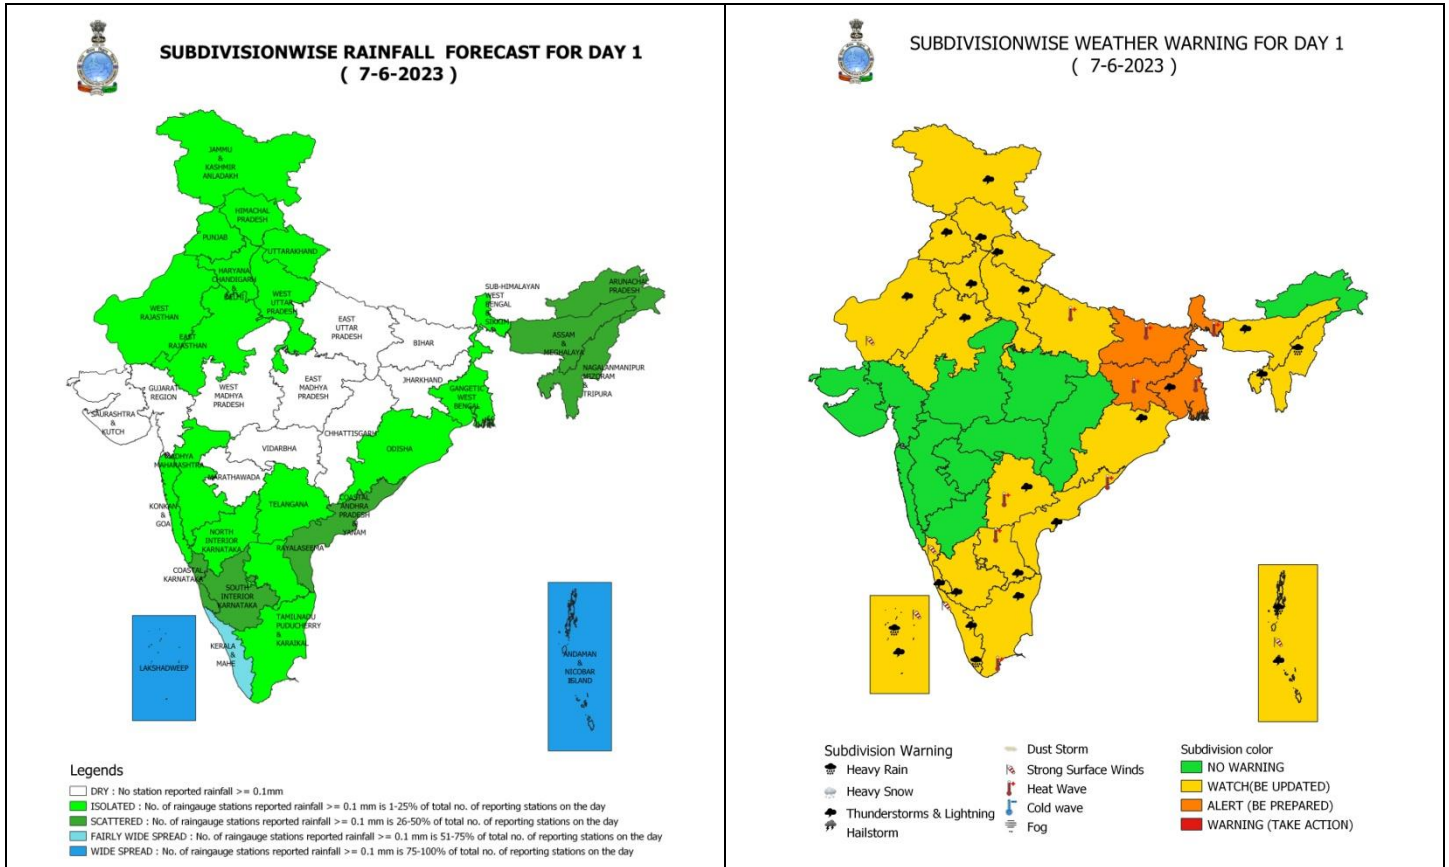 SUBDIVISIONWISE RAINFALL FORECAST FOR DAY 1
( 7-6-2023 )
JAMMU
&
KASHMIR
ANLADAKH
HIMACHAL
PRADESH
PUNJAB
UTTARAKHAND
HARYANA
CHANDIGARH
&
DELHI
WEST
UTTAR
PRADESH
WEST
RAJASTHAN
EAST
RAJASTHAN
EAST
UTTAR
PRADESH
BIHAR
SUB-HIMALAYAN
WEST
BENGAL
&
SIKKIM
ARUNACHAL
PRADESH
ASSAM
&
MEGHALAYA
NAGALANMANIPUR
MIZORAM
&
TRIPURA
JHARKHAND
GANGETIC
WEST
BENGAL
GUJARAT
REGION
WEST
MADHYA
PRADESH
EAST
MADHYA
PRADESH
SAURASHTRA
&
KUTCH
CHHATTISGARH
ODISHA
VIDARBHA
MADHYA
MAHARASHTRA
MARATHAWADA
KONKAN
&
GOA
TELANGANA
COASTAL
ANDHRA
PRADESH
&
YANAM
NORTH
INTERIOR
KARNATAKA
RAYALASEEMA
COASTAL
KARNATAKA
SOUTH
INTERIOR
KARNATAKA
TAMILNADU
PUDUCHERRY
&
KARAIKAL
KERALA
&
MAHE
LAKSHADWEEP
ANDAMAN
&
NICOBAR
ISLAND
Legends
DRY : No station reported rainfall >= 0.1mm
ISOLATED : No. of raingauge stations reported rainfall >= 0.1 mm is 1-25% of total no. of reporting stations on the day
SCATTERED : No. of raingauge stations reported rainfall >= 0.1 mm is 26-50% of total no. of reporting stations on the day
FAIRLY WIDE SPREAD : No. of raingauge stations reported rainfall >= 0.1 mm is 51-75% of total no. of reporting stations on the day
WIDE SPREAD : No. of raingauge stations reported rainfall >= 0.1 mm is 75-100% of total no. of reporting stations on the day
SUBDIVISIONWISE WEATHER WARNING FOR DAY 1
( 7-6-2023 )
Subdivision Warning
Heavy Rain
Heavy Snow
Thunderstorms & Lightning
Hailstorm
Dust Storm
Strong Surface Winds
Heat Wave
Cold wave
Fog
Subdivision color
NO WARNING
WATCH(BE UPDATED)
ALERT (BE PREPARED)
WARNING (TAKE ACTION)